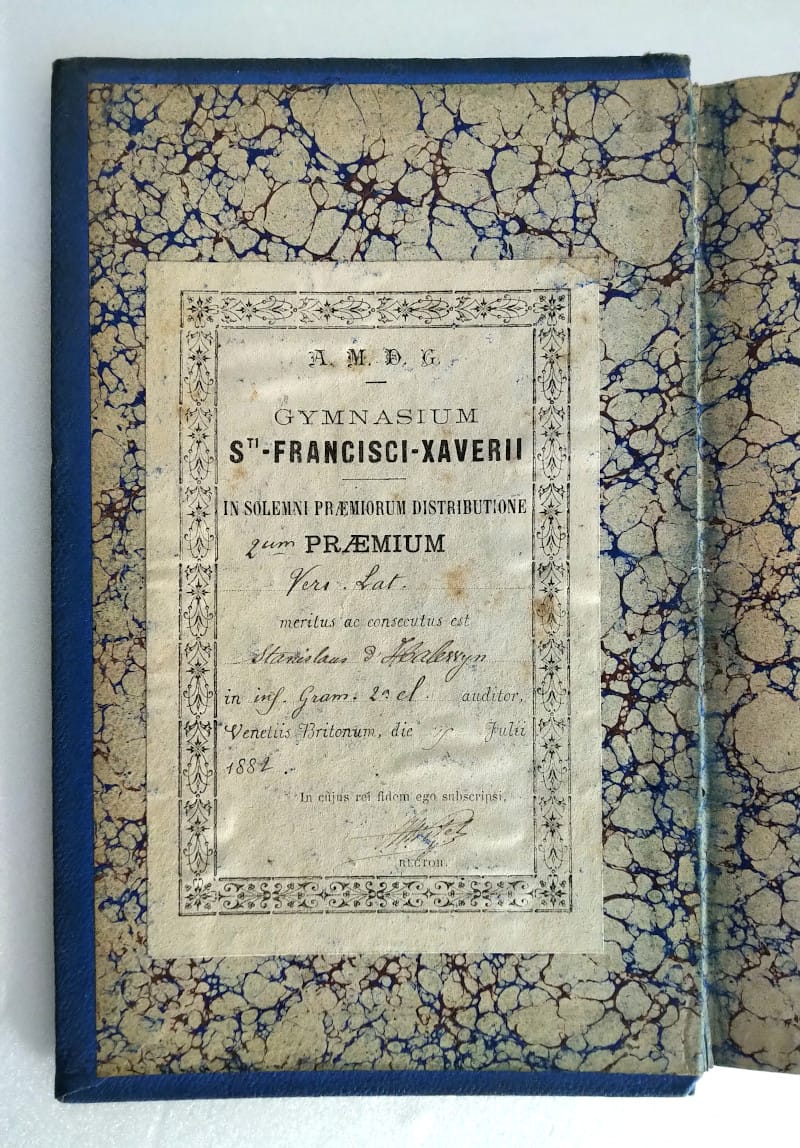 A. M. D. G.
GYMNASIUM
STI-FRANCISCI-XAVERII
IN SOLEMNI PRÆMIORUM DISTRIBUTIONE
2um PRÆMIUM
Vers. Lat.
meritus ac consecutus est
Stanislaus d'
in inf. Gram. 2a cl. auditor,
Venetiis Britonum, die Julii
1882.
In cujus rei fidem ego subscripsi,
RECTOR.